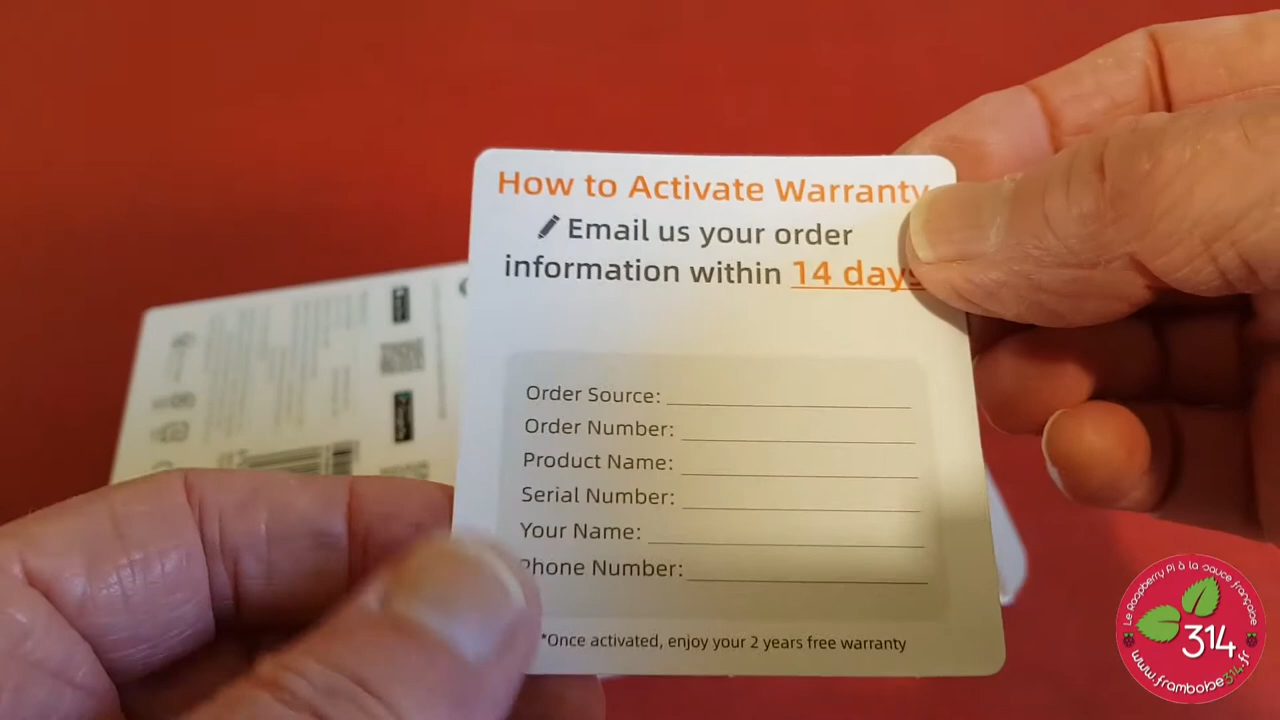 How to Activate Warranty
Email us your order
information within 14 days
Order Source:
Order Number:
Product Name:
Serial Number:
Your Name:
Phone Number:
*Once activated, enjoy your 2 years free warranty
Le Raspberry Pi à la sauce française
314
www.framboise314.fr